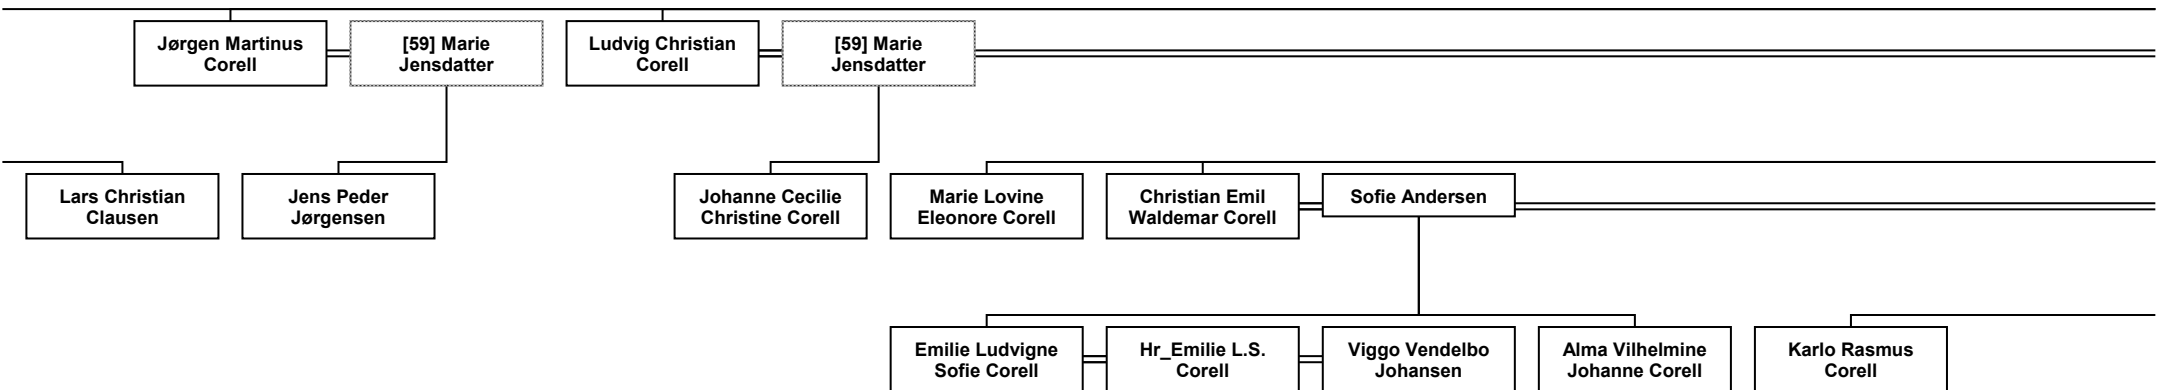 Jørgen Martinus
Corell
[59] Marie
Jensdatter
Ludvig Christian
Corell
[59] Marie
Jensdatter
Lars Christian
Clausen
Jens Peder
Jørgensen
Johanne Cecilie
Christine Corell
Marie Lovine
Eleonore Corell
Christian Emil
Waldemar Corell
Sofie Andersen
Emilie Ludvigne
Sofie Corell
Hr_Emilie L.S.
Corell
Viggo Vendelbo
Johansen
Alma Vilhelmine
Johanne Corell
Karlo Rasmus
Corell